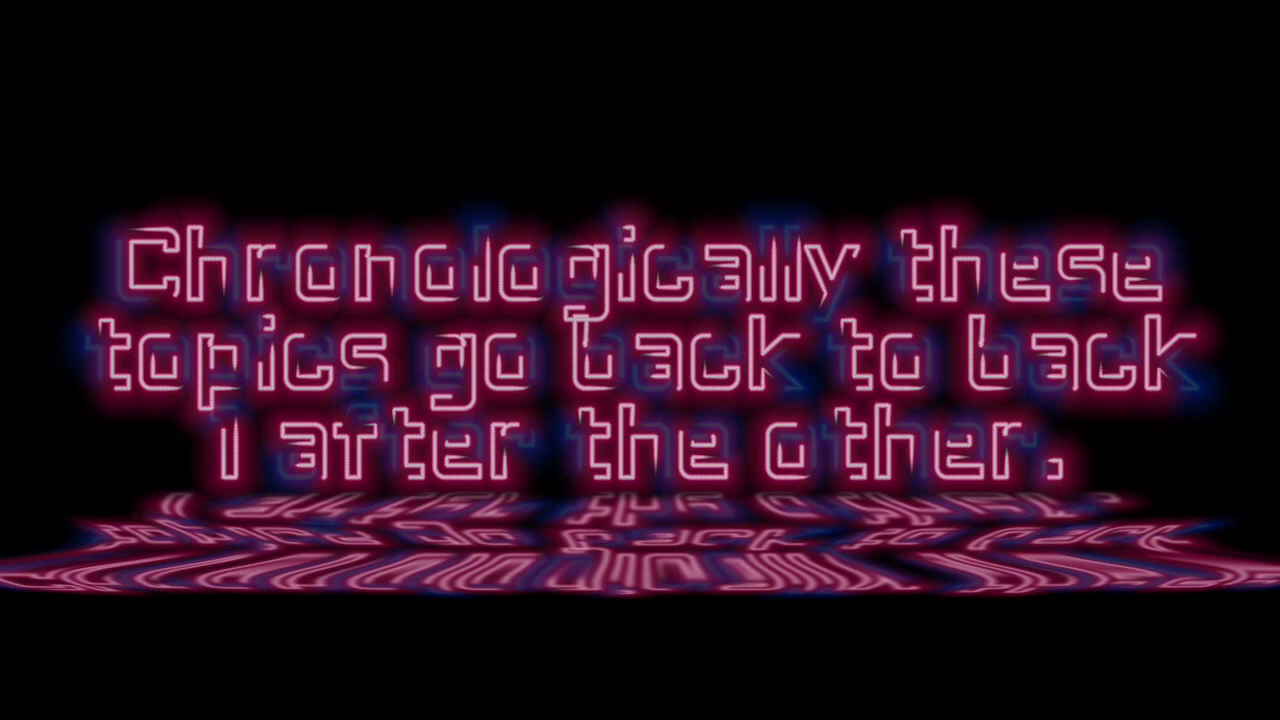 Chronologically these
topics go back to back
1 after the other.